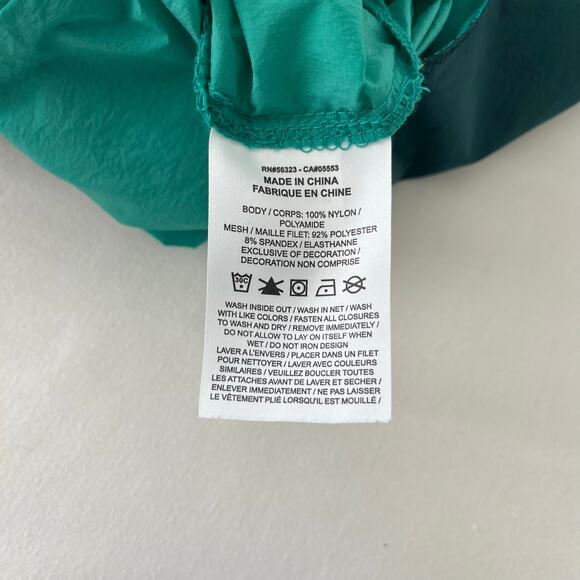 RN#56323 - CA#05553
MADE IN CHINA
FABRIQUE EN CHINE
BODY / CORPS: 100% NYLON /
POLYAMIDE
MESH / MAILLE FILET: 92% POLYESTER
8% SPANDEX / ELASTHANNE
EXCLUSIVE OF DECORATION /
DECORATION NON COMPRISE
30C
WASH INSIDE OUT / WASH IN NET / WASH
WITH LIKE COLORS / FASTEN ALL CLOSURES
TO WASH AND DRY / REMOVE IMMEDIATELY /
DO NOT ALLOW TO LAY ON ITSELF WHEN
WET / DO NOT IRON DESIGN
LAVER A L'ENVERS / PLACER DANS UN FILET
POUR NETTOYER / LAVER AVEC COULEURS
SIMILAIRES / VEUILLEZ BOUCLER TOUTES
LES ATTACHES AVANT DE LAVER ET SECHER /
ENLEVER IMMEDIATEMENT / NE PAS LAISSER
LE VÊTEMENT PLIÉ LORSQU'IL EST MOUILLÉ /